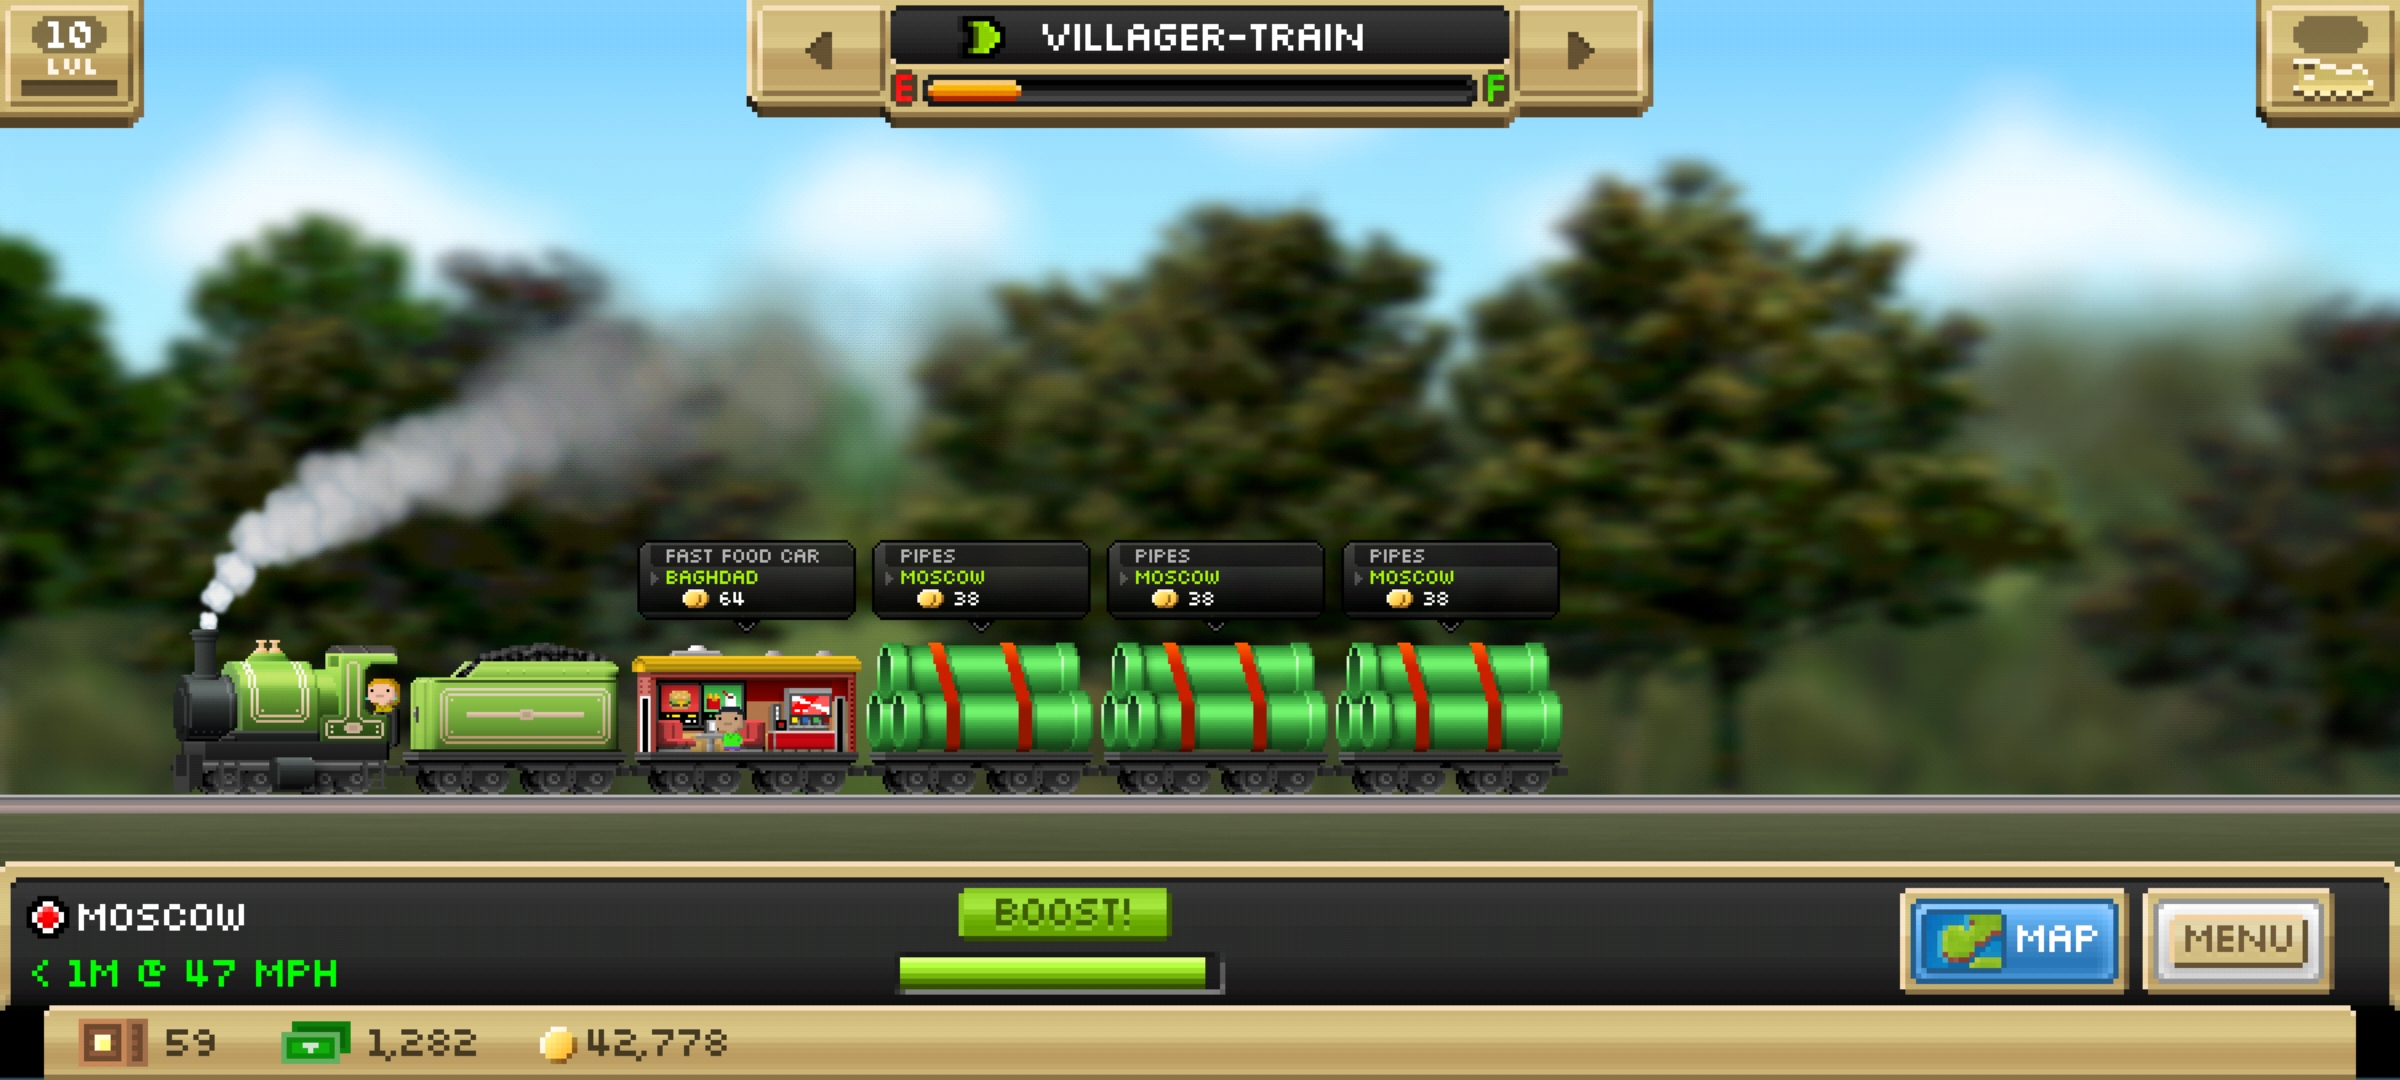 10
LVL
VILLAGER-TRAIN
E F
FAST FOOD CAR
BAGHDAD
64
PIPES
MOSCOW
38
PIPES
MOSCOW
38
PIPES
MOSCOW
38
MOSCOW
BOOST!
< 1M @ 47 MPH
MAP
MENU
59
1,282
42,778